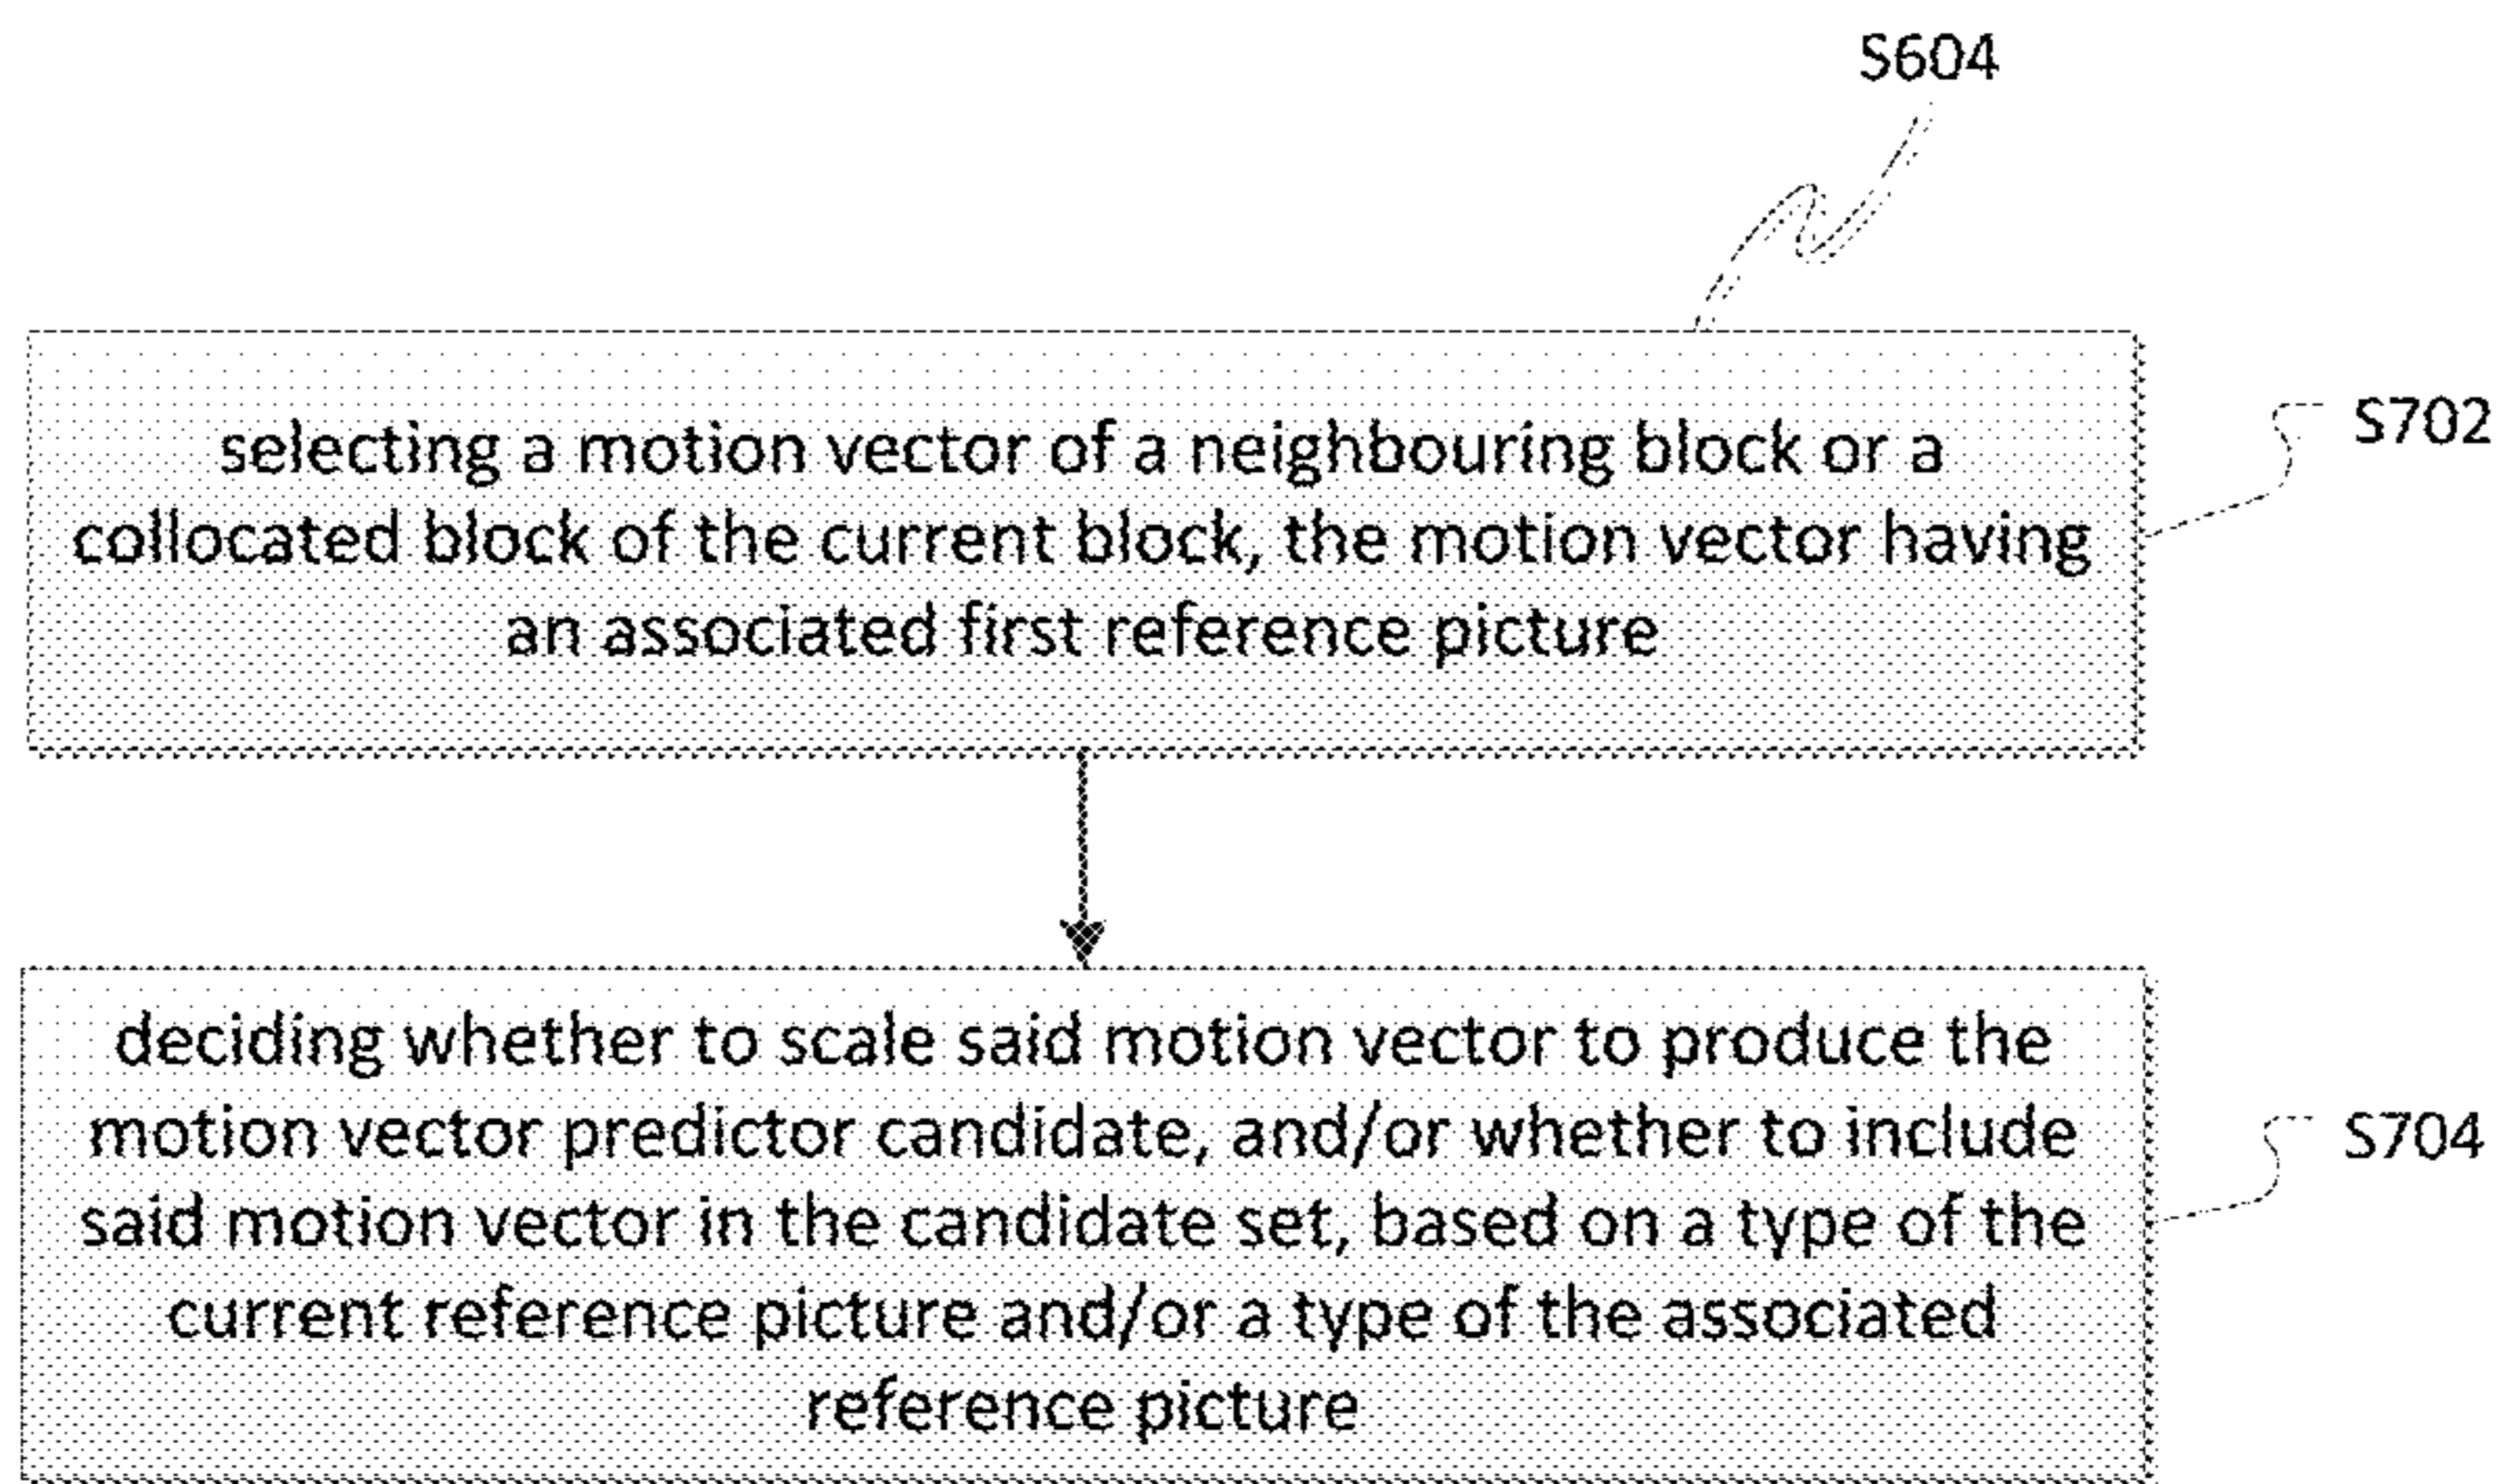 S604
selecting a motion vector of a neighbouring block or a
collocated block of the current block, the motion vector having
an associated first reference picture
S702
deciding whether to scale said motion vector to produce the
motion vector predictor candidate, and/or whether to include
said motion vector in the candidate set, based on a type of the
current reference picture and/or a type of the associated
reference picture
S704